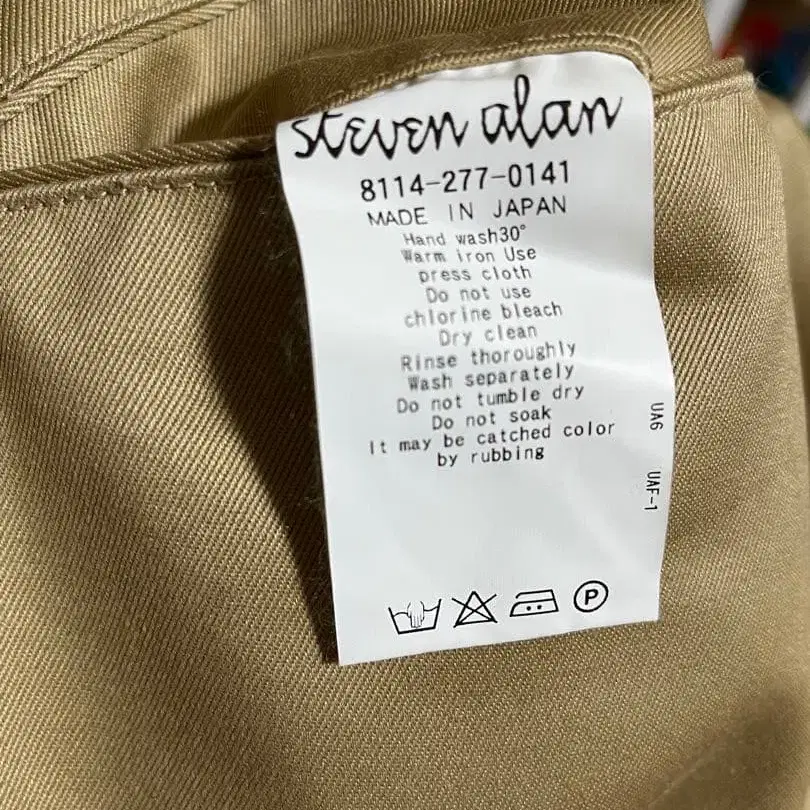 steven alan
8114-277-0141
MADE IN JAPAN
Hand wash30°
Warm iron Use
press cloth
Do not use
chlorine bleach
Dry clean
Rinse thoroughly
Wash separately
Do not tumble dry
Do not soak
It may be catched color
by rubbing
UA6
UAF-1
P